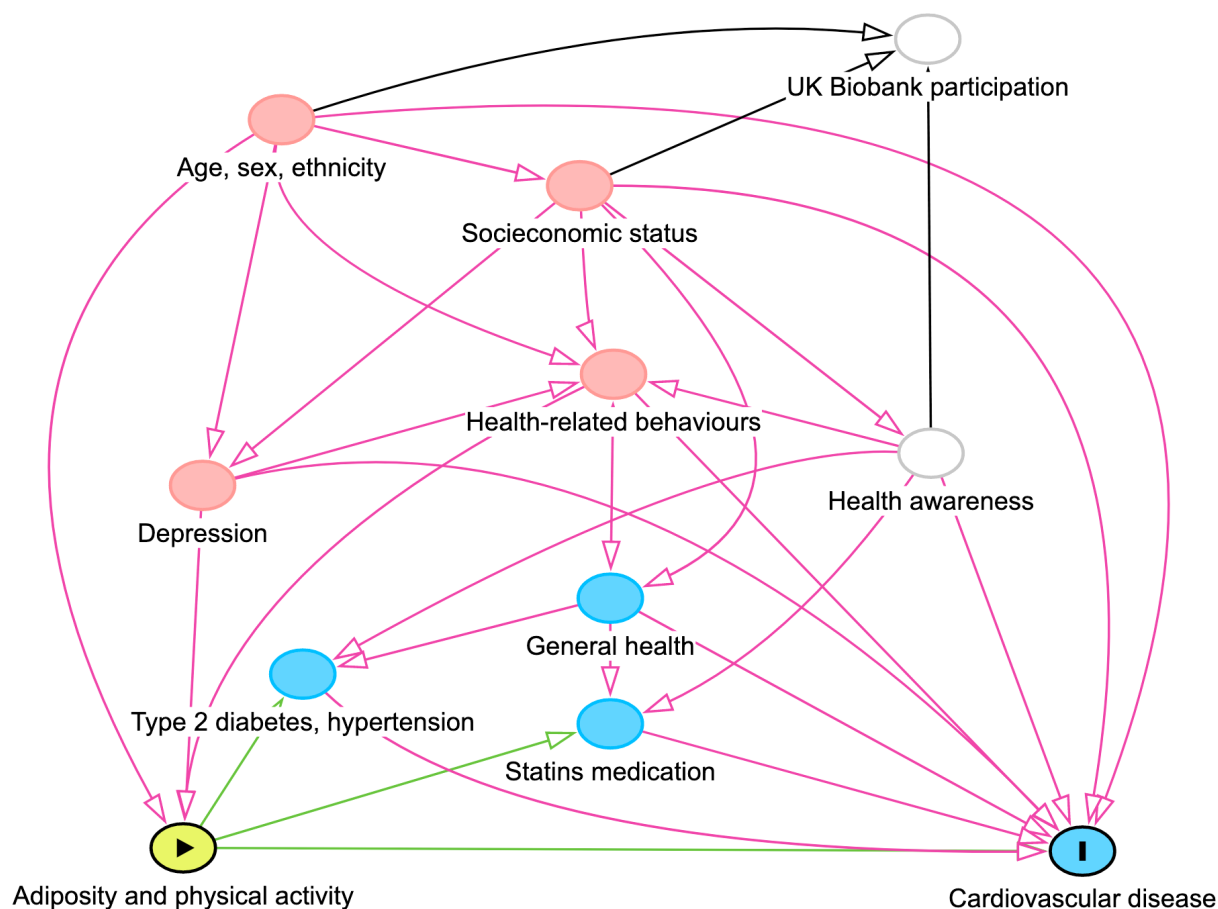 UK Biobank participation
Age, sex, ethnicity
Socieconomic status
Health-related behaviours
Health awareness
Depression
General health
Type 2 diabetes, hypertension
Statins medication
Adiposity and physical activity
Cardiovascular disease